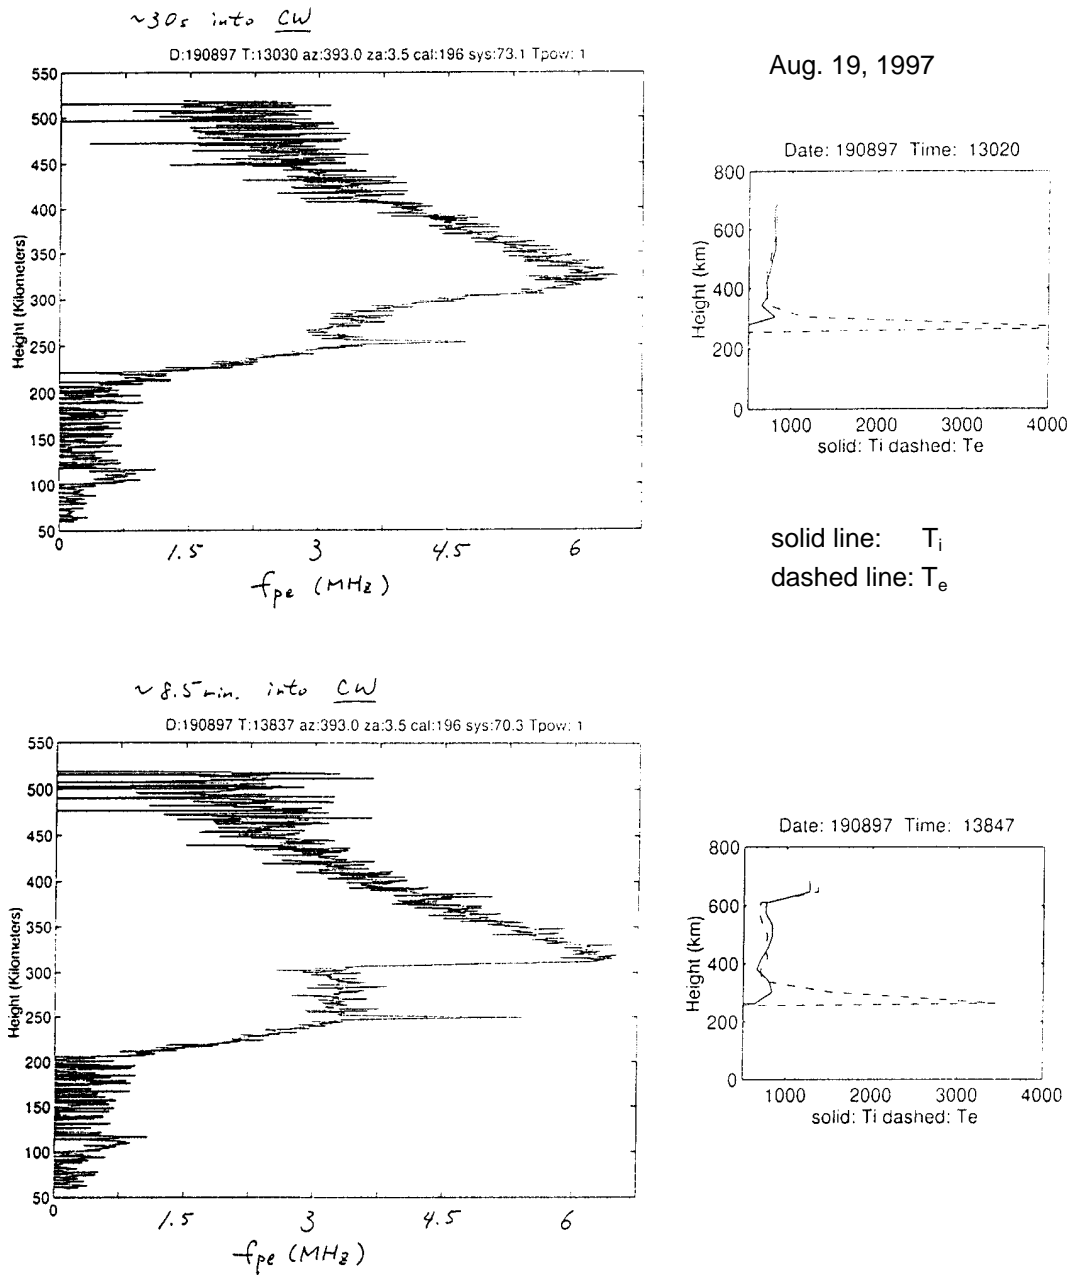 ~30s into CW
D:190897 T:13030 az:393.0 za:3.5 cal:196 sys:73.1 Tpow: 1
550
500
450
400
350
300
250
200
150
100
50
Height (Kilometers)
0 1.5 3 4.5 6
fpe (MHz)
Aug. 19, 1997
Date: 190897 Time: 13020
800
600
400
200
0
Height (km)
1000 2000 3000 4000
solid: Ti dashed: Te
solid line: Ti
dashed line: Te
~8.5 min. into CW
D:190897 T:13837 az:393.0 za:3.5 cal:196 sys:70.3 Tpow: 1
550
500
450
400
350
300
250
200
150
100
50
Height (Kilometers)
0 1.5 3 4.5 6
fpe (MHz)
Date: 190897 Time: 13847
800
600
400
200
0
Height (km)
1000 2000 3000 4000
solid: Ti dashed: Te